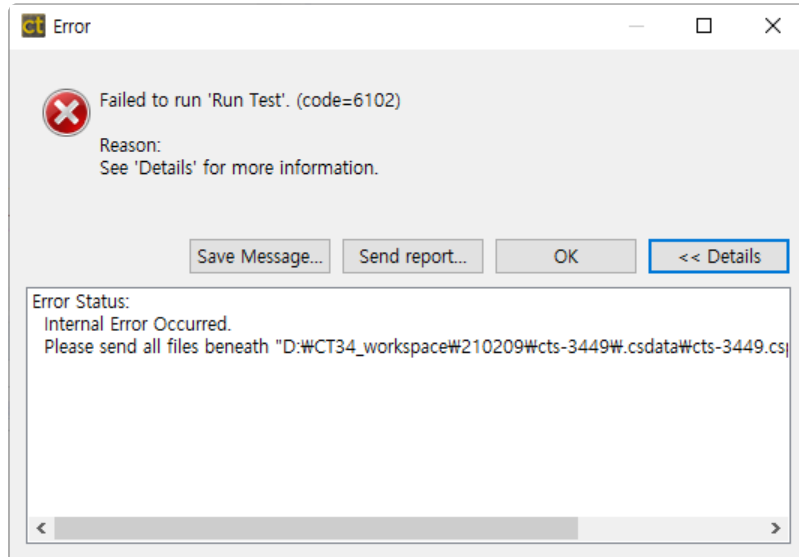 ct Error
Failed to run 'Run Test'. (code=6102)
Reason:
See 'Details' for more information.
Save Message... Send report... OK << Details
Error Status:
Internal Error Occurred.
Please send all files beneath "D:₩CT34_workspace₩210209₩cts-3449₩.csdata₩cts-3449.csp